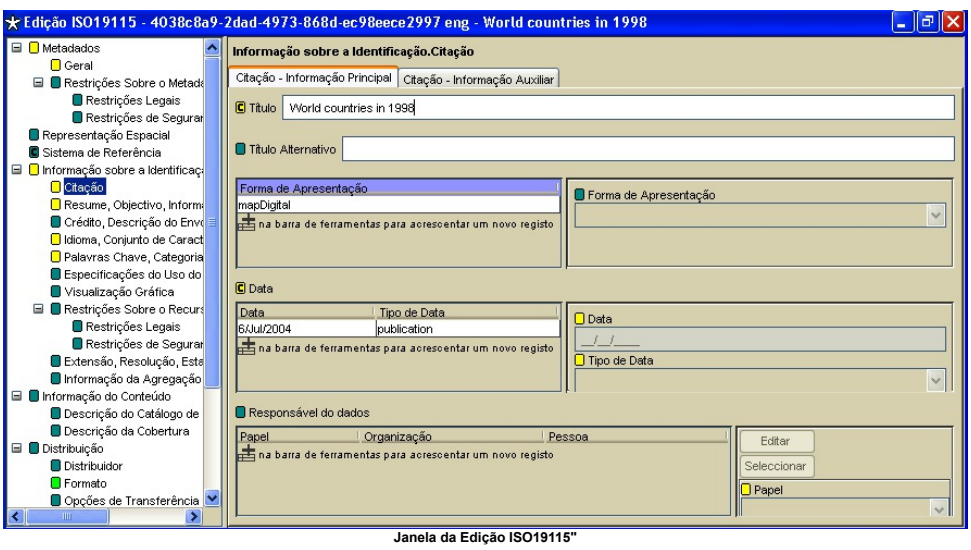 Edição ISO19115 - 4038c8a9-2dad-4973-868d-ec98eece2997 eng - World countries in 1998
Metadados
Geral
Restrições Sobre o Metada
Restrições Legais
Restrições de Segurar
Representação Espacial
Sistema de Referência
Informação sobre a Identificaç
Citação
Resume, Objectivo, Inform
Crédito, Descrição do Envo
Idioma, Conjunto de Caract
Palavras Chave, Categoria
Especificações do Uso do
Visualização Gráfica
Restrições Sobre o Recurs
Restrições Legais
Restrições de Segurar
Extensão, Resolução, Esta
Informação da Agregação
Informação do Conteúdo
Descrição do Catálogo de
Descrição da Cobertura
Distribuição
Distribuidor
Formato
Opções de Transferência
Informação sobre a Identificação.Citação
Citação - Informação Principal Citação - Informação Auxiliar
C Título World countries in 1998
Título Alternativo
Forma de Apresentação
mapDigital
na barra de ferramentas para acrescentar um novo registo
Forma de Apresentação
C Data
Data Tipo de Data
6/Jul/2004 publication
na barra de ferramentas para acrescentar um novo registo
Data
__/__/____
Tipo de Data
Responsável do dados
Papel Organização Pessoa
na barra de ferramentas para acrescentar um novo registo
Editar
Seleccionar
Papel
Janela da Edição ISO19115"